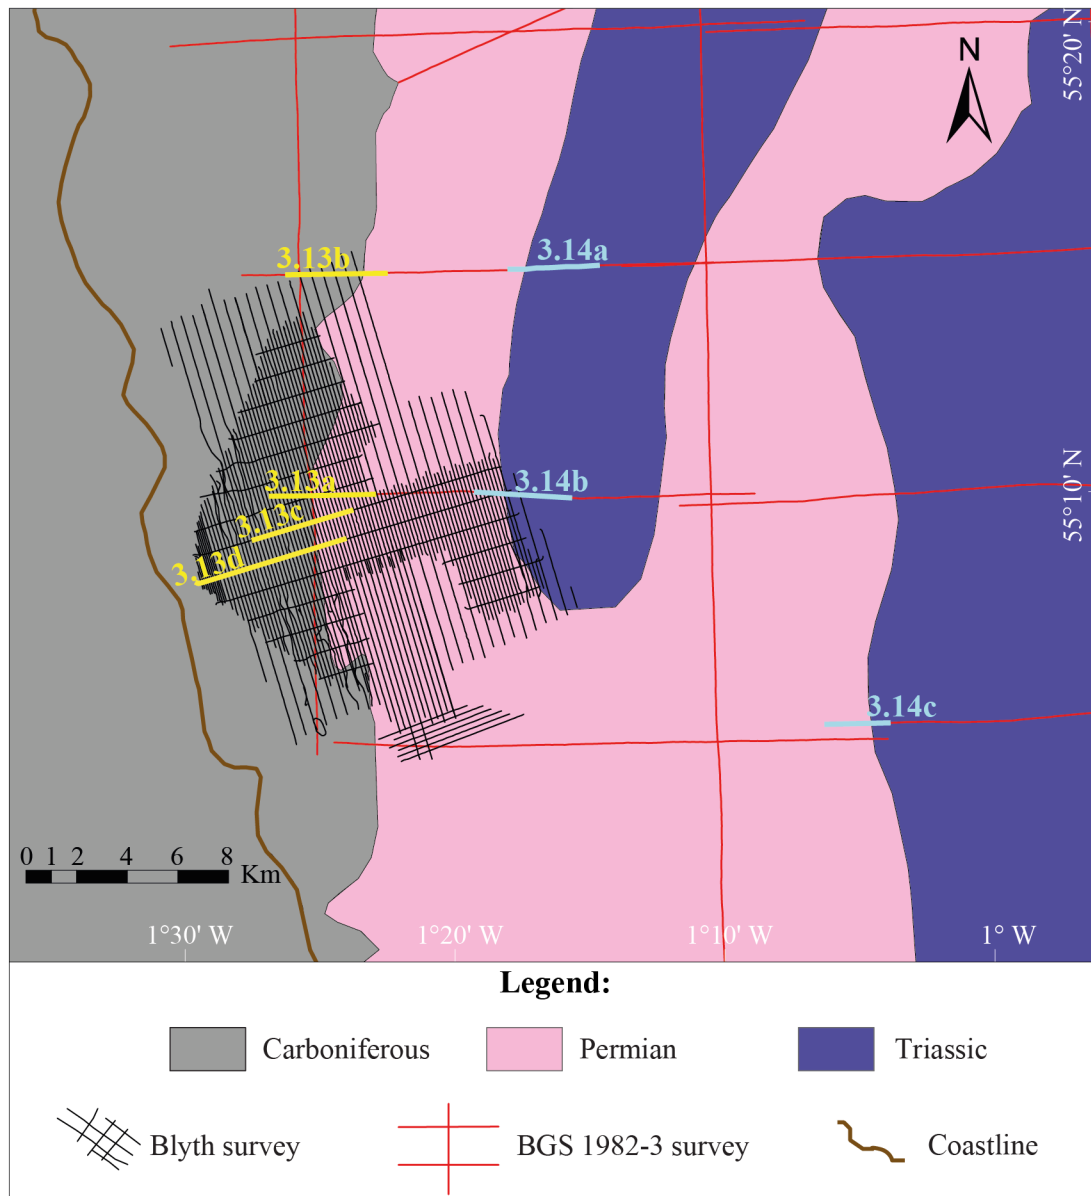 55°20' N
N
3.13b
3.14a
3.13a
3.14b
55°10' N
3.13c
3.13d
3.14c
0 1 2 4 6 8
Km
1°30' W 1°20' W 1°10' W 1° W
Legend:
Carboniferous Permian Triassic
Blyth survey BGS 1982-3 survey Coastline